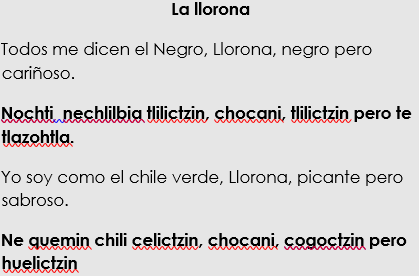 La llorona
Todos me dicen el Negro, Llorona, negro pero
cariñoso.
Nochti nechlilbia tlilictzin, chocani, tlilictzin pero te
tlazohtla.
Yo soy como el chile verde, Llorona, picante pero
sabroso.
Ne quemin chili celictzin, chocani, cogoctzin pero
huelictzin